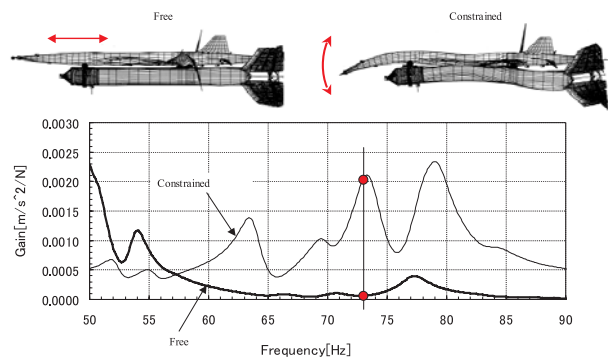 Free
Constrained
0.0030
0.0025
0.0020
0.0015
0.0010
0.0005
0.0000
Gain[m/s^2/N]
Constrained
Free
50 55 60 65 70 75 80 85 90
Frequency[Hz]